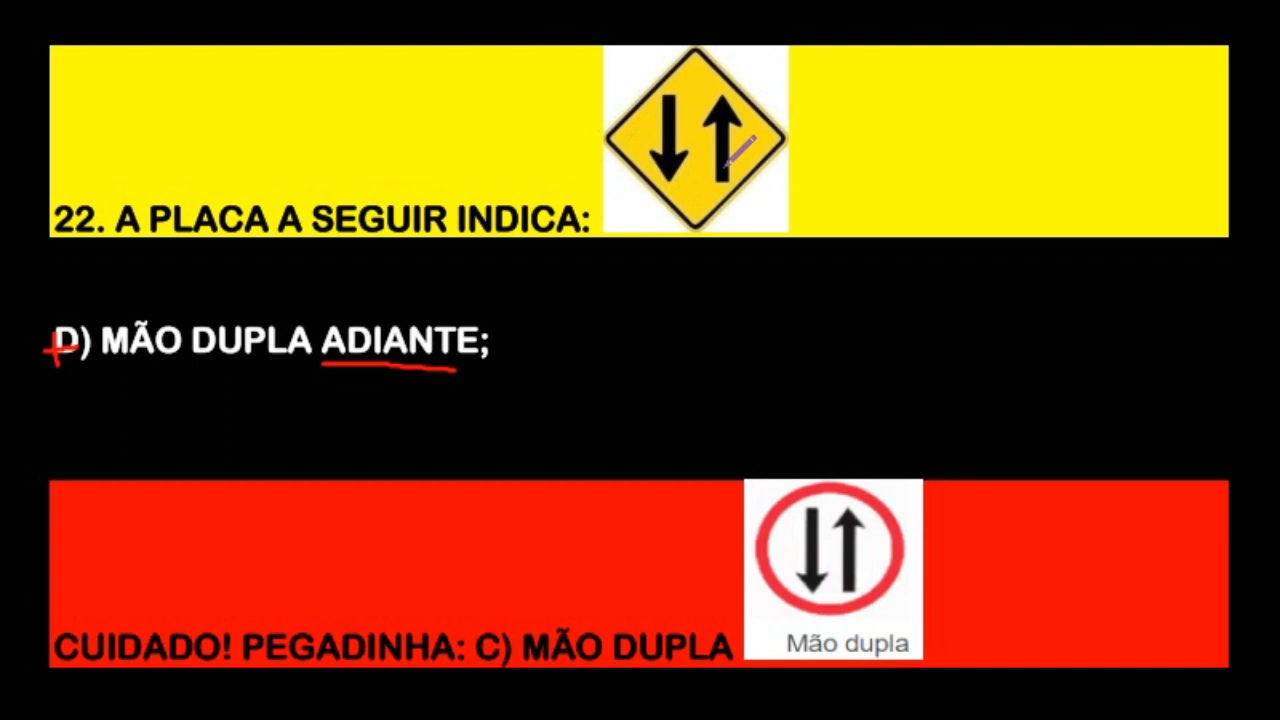 22. A PLACA A SEGUIR INDICA:
D) MÃO DUPLA ADIANTE;
CUIDADO! PEGADINHA: C) MÃO DUPLA
Mão dupla